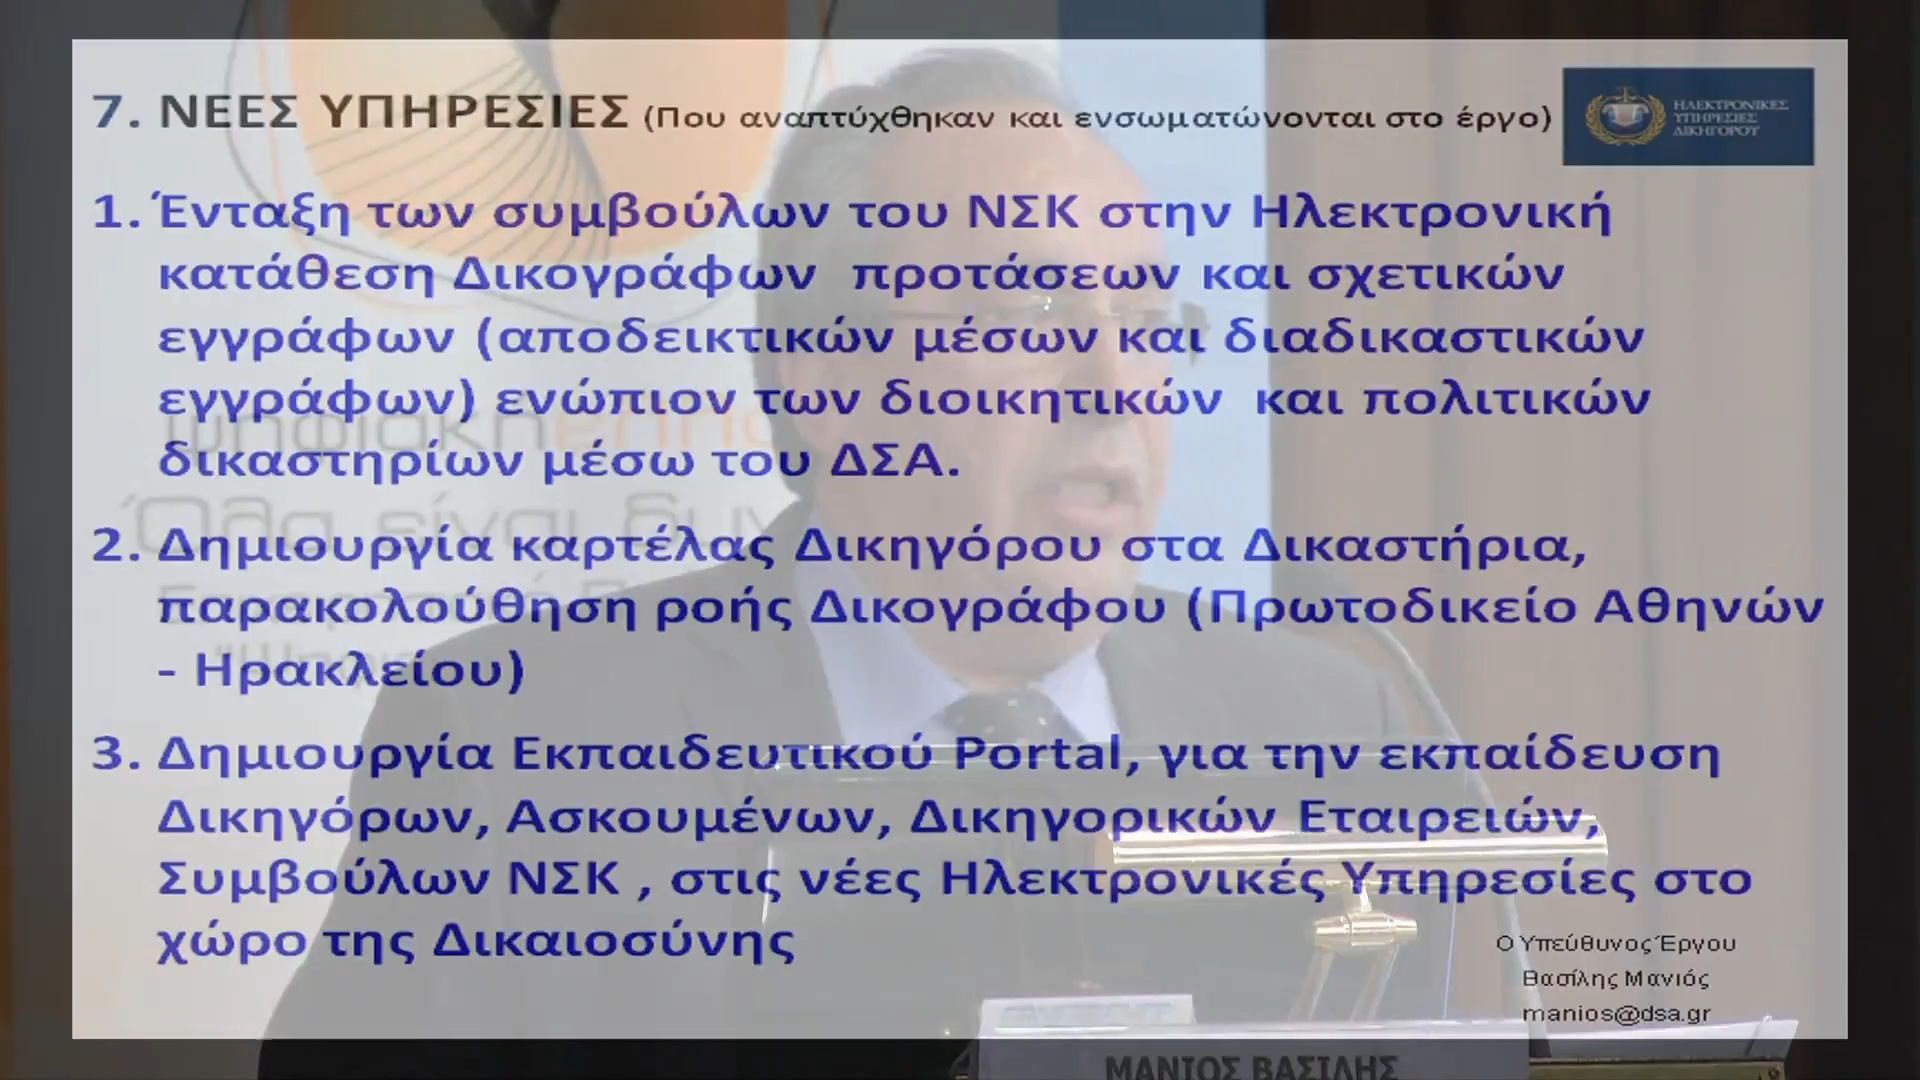 7. ΝΕΕΣ ΥΠΗΡΕΣΙΕΣ (Που αναπτύχθηκαν και ενσωματώνονται στο έργο)
ΗΛΕΚΤΡΟΝΙΚΕΣ
ΥΠΗΡΕΣΙΕΣ
ΔΙΚΗΓΟΡΟΥ
1. Ένταξη των συμβούλων του ΝΣΚ στην Ηλεκτρονική
κατάθεση Δικογράφων προτάσεων και σχετικών
εγγράφων (αποδεικτικών μέσων και διαδικαστικών
εγγράφων) ενώπιον των διοικητικών και πολιτικών
δικαστηρίων μέσω του ΔΣΑ.
ψηφιακή
Όλα είναι
2. Δημιουργία καρτέλας Δικηγόρου στα Δικαστήρια,
παρακολούθηση ροής Δικογράφου (Πρωτοδικείο Αθηνών
- Ηρακλείου)
3. Δημιουργία Εκπαιδευτικού Portal, για την εκπαίδευση
Δικηγόρων, Ασκουμένων, Δικηγορικών Εταιρειών,
Συμβούλων ΝΣΚ , στις νέες Ηλεκτρονικές Υπηρεσίες στο
χώρο της Δικαιοσύνης
Ο Υπεύθυνος Έργου
Βασίλης Μανιός
manios@dsa.gr
ΜΑΝΙΟΣ ΒΑΣΙΛΗΣ